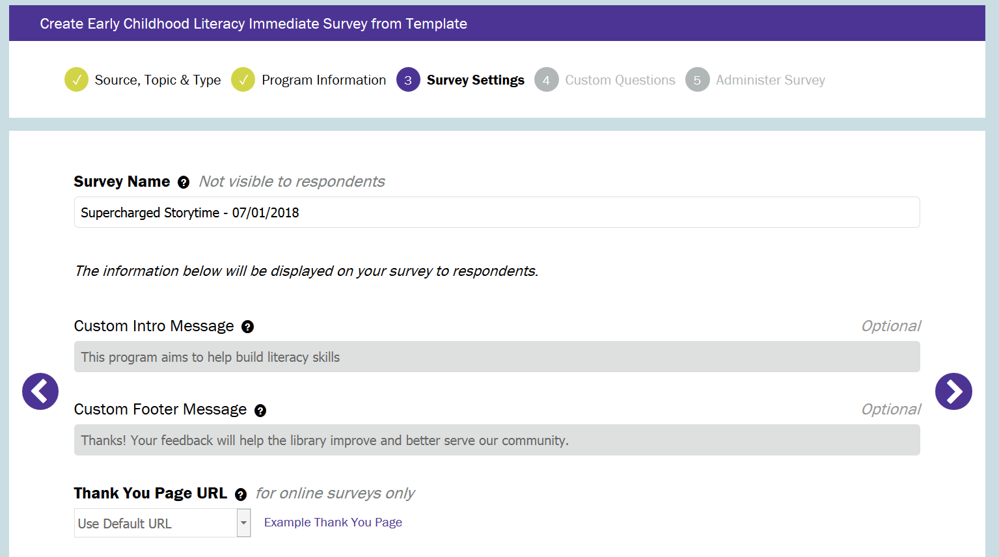 Create Early Childhood Literacy Immediate Survey from Template
✓ Source, Topic & Type ✓ Program Information 3 Survey Settings 4 Custom Questions 5 Administer Survey
Survey Name ? Not visible to respondents
Supercharged Storytime - 07/01/2018
The information below will be displayed on your survey to respondents.
Custom Intro Message ? Optional
This program aims to help build literacy skills
Custom Footer Message ? Optional
Thanks! Your feedback will help the library improve and better serve our community.
Thank You Page URL ? for online surveys only
Use Default URL Example Thank You Page